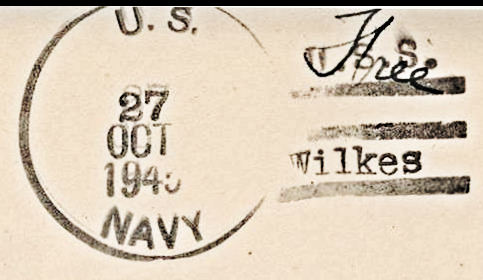 U. S.
27
OCT
NAVY
U.S.S.
Free
Wilkes